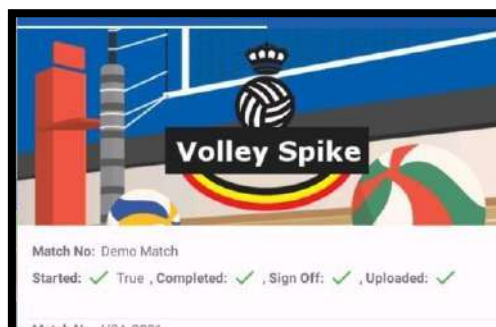 Volley Spike
Match No: Demo Match
Started: ✓ True , Completed: ✓ , Sign Off: ✓ , Uploaded: ✓